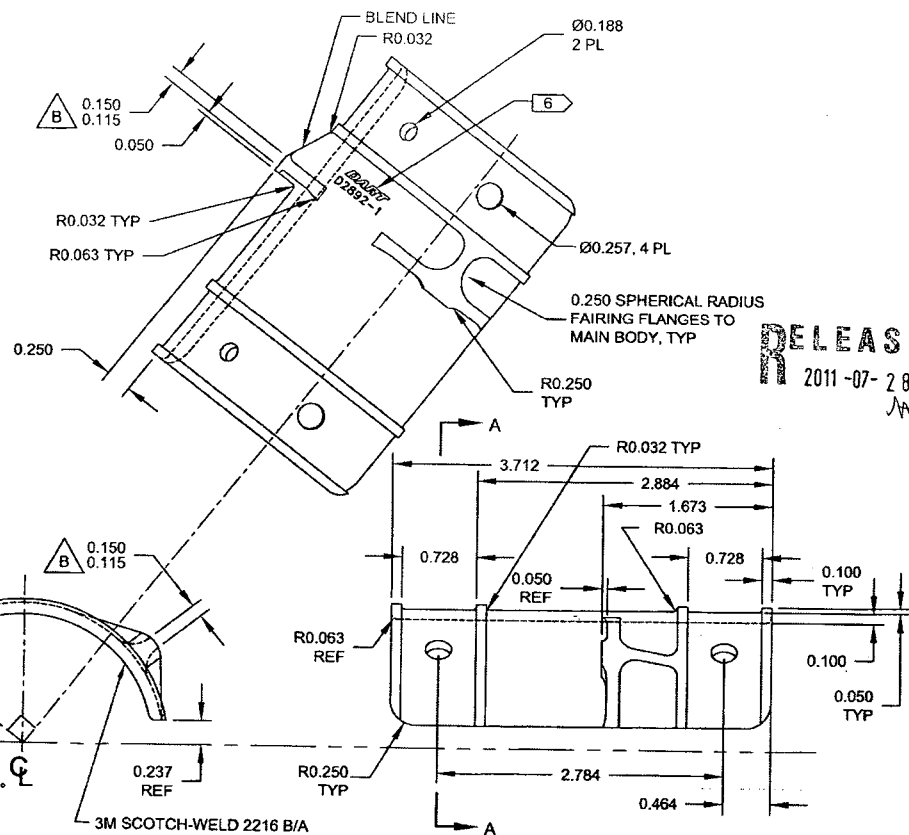 BLEND LINE
R0.032
Ø0.188
2 PL
6
B
0.150
0.115
0.050
DART
D2892-1
R0.032 TYP
R0.063 TYP
Ø0.257, 4 PL
0.250 SPHERICAL RADIUS
FAIRING FLANGES TO
MAIN BODY, TYP
0.250
R0.250
TYP
RELEAS
2011-07-28
A
R0.032 TYP
3.712
2.884
1.673
R0.063
B
0.150
0.115
0.728
0.728
0.050
REF
0.100
TYP
R0.063
REF
0.100
0.050
TYP
CL
0.237
REF
R0.250
TYP
2.784
0.464
3M SCOTCH-WELD 2216 B/A
A